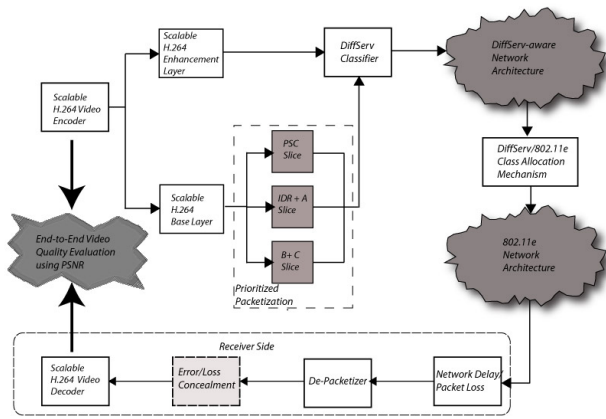 Scalable
H.264
Enhancement
Layer
DiffServ
Classifier
DiffServ-aware
Network
Architecture
Scalable
H.264 Video
Encoder
PSC
Slice
DiffServ/802.11e
Class Allocation
Mechanism
Scalable
H.264
Base Layer
IDR + A
Slice
B+ C
Slice
Prioritized
Packetization
End-to-End Video
Quality Evaluation
using PSNR
802.11e
Network
Architecture
Receiver Side
Scalable
H.264 Video
Decoder
Error/Loss
Concealment
De-Packetizer
Network Delay/
Packet Loss